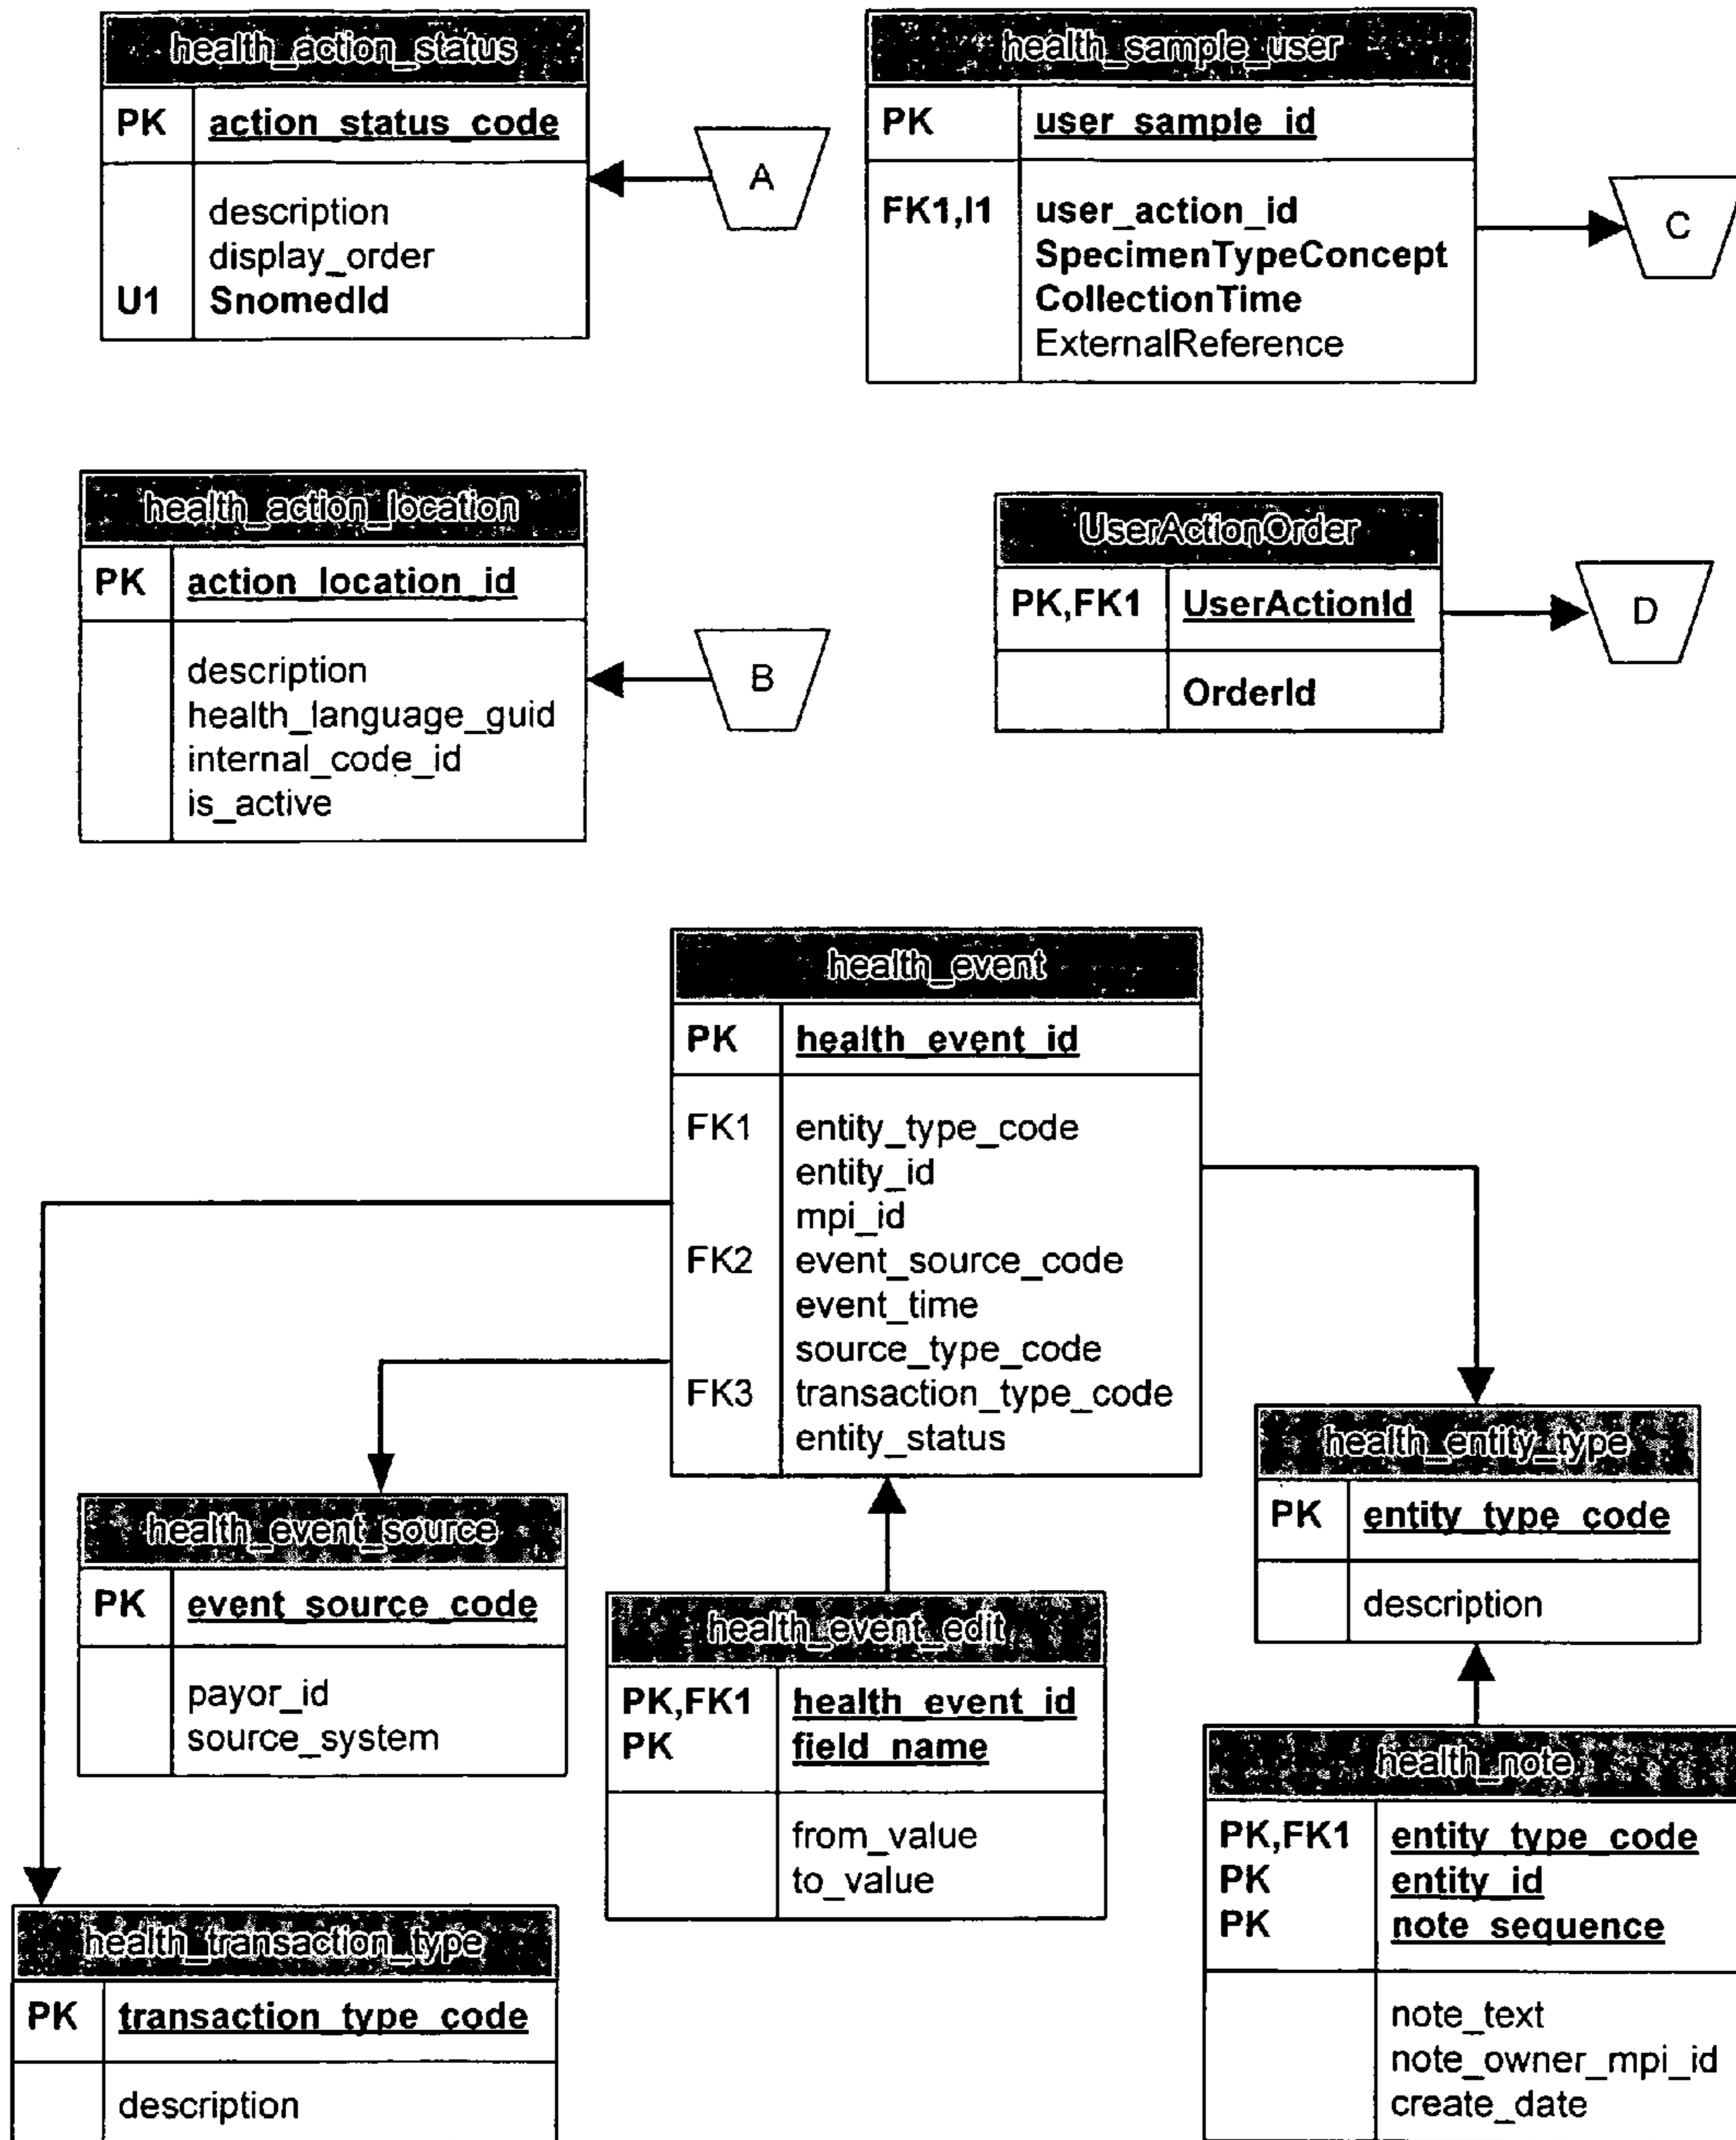 health_action_status
PK action_status_code
description
display_order
U1 SnomedId
A
health_sample_user
PK user_sample_id
FK1,I1 user_action_id
SpecimenTypeConcept
CollectionTime
ExternalReference
C
health_action_location
PK action_location_id
description
health_language_guid
internal_code_id
is_active
B
UserActionOrder
PK,FK1 UserActionId
OrderId
D
health_event
PK health_event_id
FK1 entity_type_code
entity_id
mpi_id
FK2 event_source_code
event_time
source_type_code
FK3 transaction_type_code
entity_status
health_event_source
PK event_source_code
payor_id
source_system
health_event_edit
PK,FK1 health_event_id
PK field_name
from_value
to_value
health_entity_type
PK entity_type_code
description
health_note
PK,FK1 entity_type_code
PK entity_id
PK note_sequence
note_text
note_owner_mpi_id
create_date
health_transaction_type
PK transaction_type_code
description